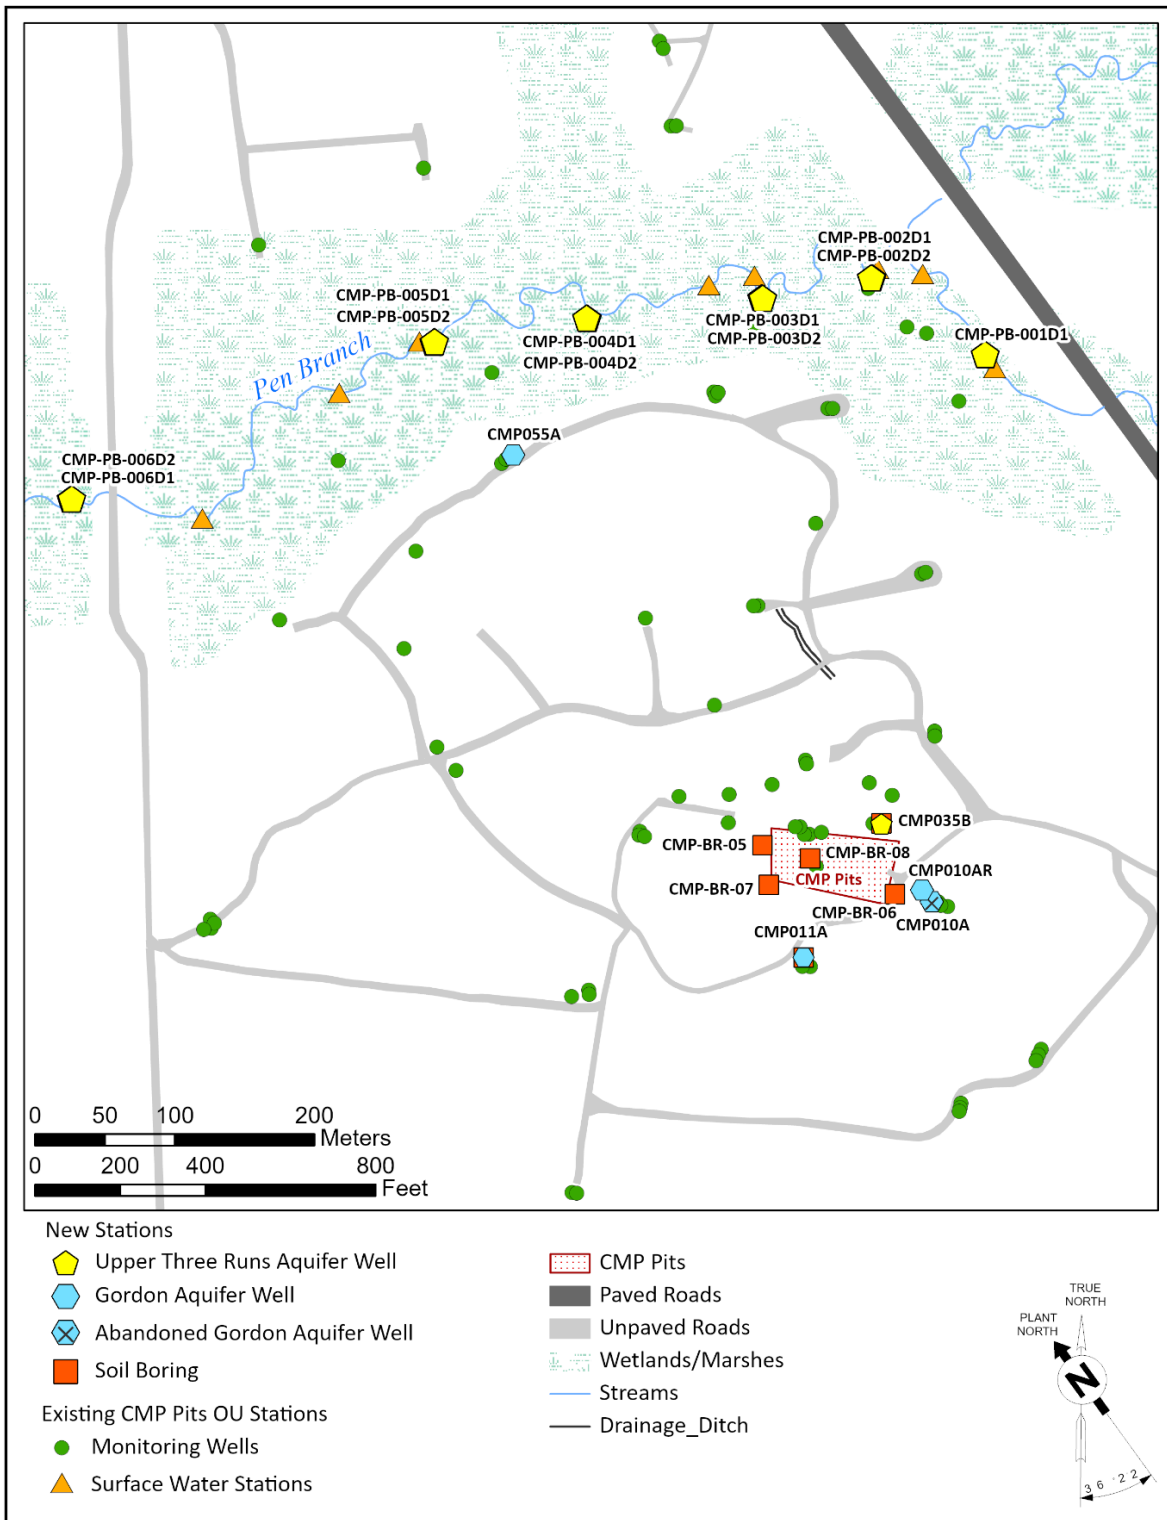 CMP-PB-002D1
CMP-PB-002D2
CMP-PB-005D1
CMP-PB-005D2
CMP-PB-003D1
CMP-PB-003D2
CMP-PB-001D1
CMP-PB-004D1
CMP-PB-004D2
Pen Branch
CMP055A
CMP-PB-006D2
CMP-PB-006D1
CMP035B
CMP-BR-05
CMP-BR-08
CMP Pits
CMP010AR
CMP-BR-07
CMP-BR-06
CMP010A
CMP011A
0 50 100 200
Meters
0 200 400 800
Feet
New Stations
Upper Three Runs Aquifer Well
Gordon Aquifer Well
Abandoned Gordon Aquifer Well
Soil Boring
Existing CMP Pits OU Stations
Monitoring Wells
Surface Water Stations
CMP Pits
Paved Roads
Unpaved Roads
Wetlands/Marshes
Streams
Drainage_Ditch
TRUE
NORTH
PLANT
NORTH
N
36°22'